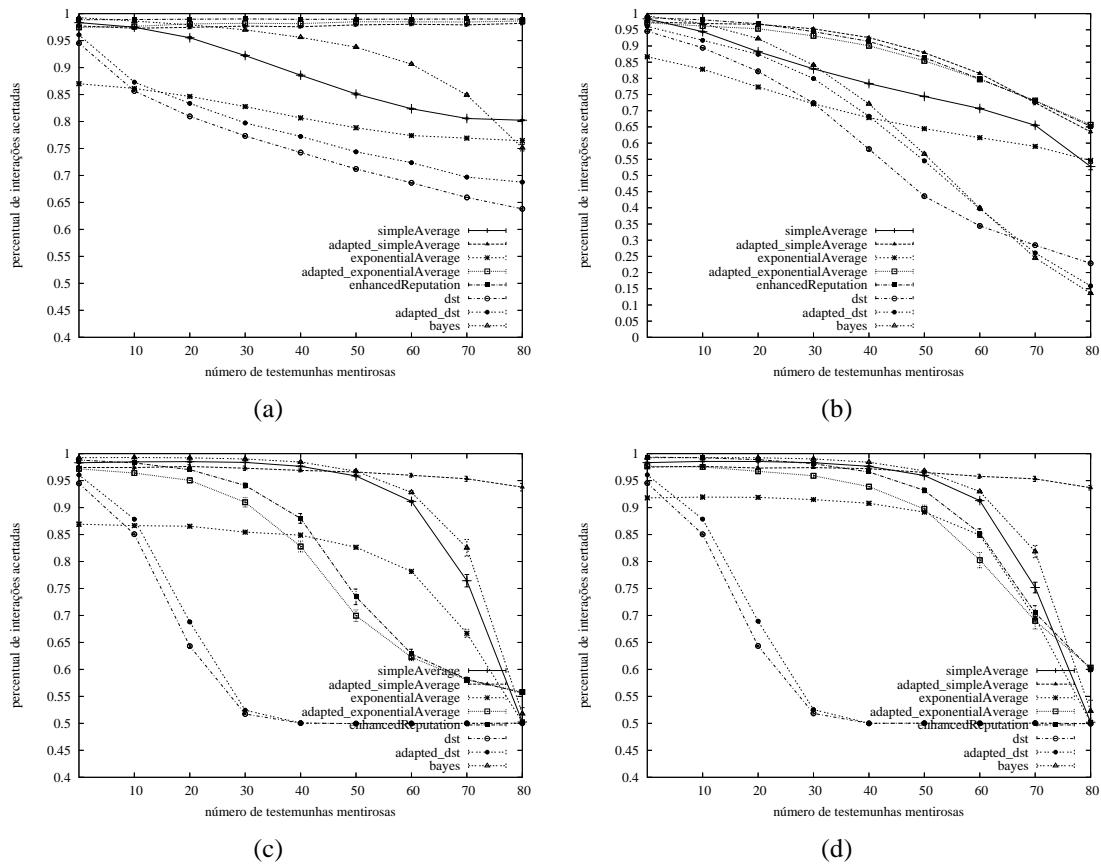 1
0.95
0.9
0.85
0.8
0.75
0.7
0.65
0.6
0.55
0.5
0.45
0.4
percentual de interações acertadas
simpleAverage
adapted_simpleAverage
exponentialAverage
adapted_exponentialAverage
enhancedReputation
dst
adapted_dst
bayes
10 20 30 40 50 60 70 80
número de testemunhas mentirosas
(a)
1
0.95
0.9
0.85
0.8
0.75
0.7
0.65
0.6
0.55
0.5
0.45
0.4
0.35
0.3
0.25
0.2
0.15
0.1
0.05
0
percentual de interações acertadas
simpleAverage
adapted_simpleAverage
exponentialAverage
adapted_exponentialAverage
enhancedReputation
dst
adapted_dst
bayes
10 20 30 40 50 60 70 80
número de testemunhas mentirosas
(b)
1
0.95
0.9
0.85
0.8
0.75
0.7
0.65
0.6
0.55
0.5
0.45
0.4
percentual de interações acertadas
simpleAverage
adapted_simpleAverage
exponentialAverage
adapted_exponentialAverage
enhancedReputation
dst
adapted_dst
bayes
10 20 30 40 50 60 70 80
número de testemunhas mentirosas
(c)
1
0.95
0.9
0.85
0.8
0.75
0.7
0.65
0.6
0.55
0.5
0.45
0.4
percentual de interações acertadas
simpleAverage
adapted_simpleAverage
exponentialAverage
adapted_exponentialAverage
enhancedReputation
dst
adapted_dst
bayes
10 20 30 40 50 60 70 80
número de testemunhas mentirosas
(d)